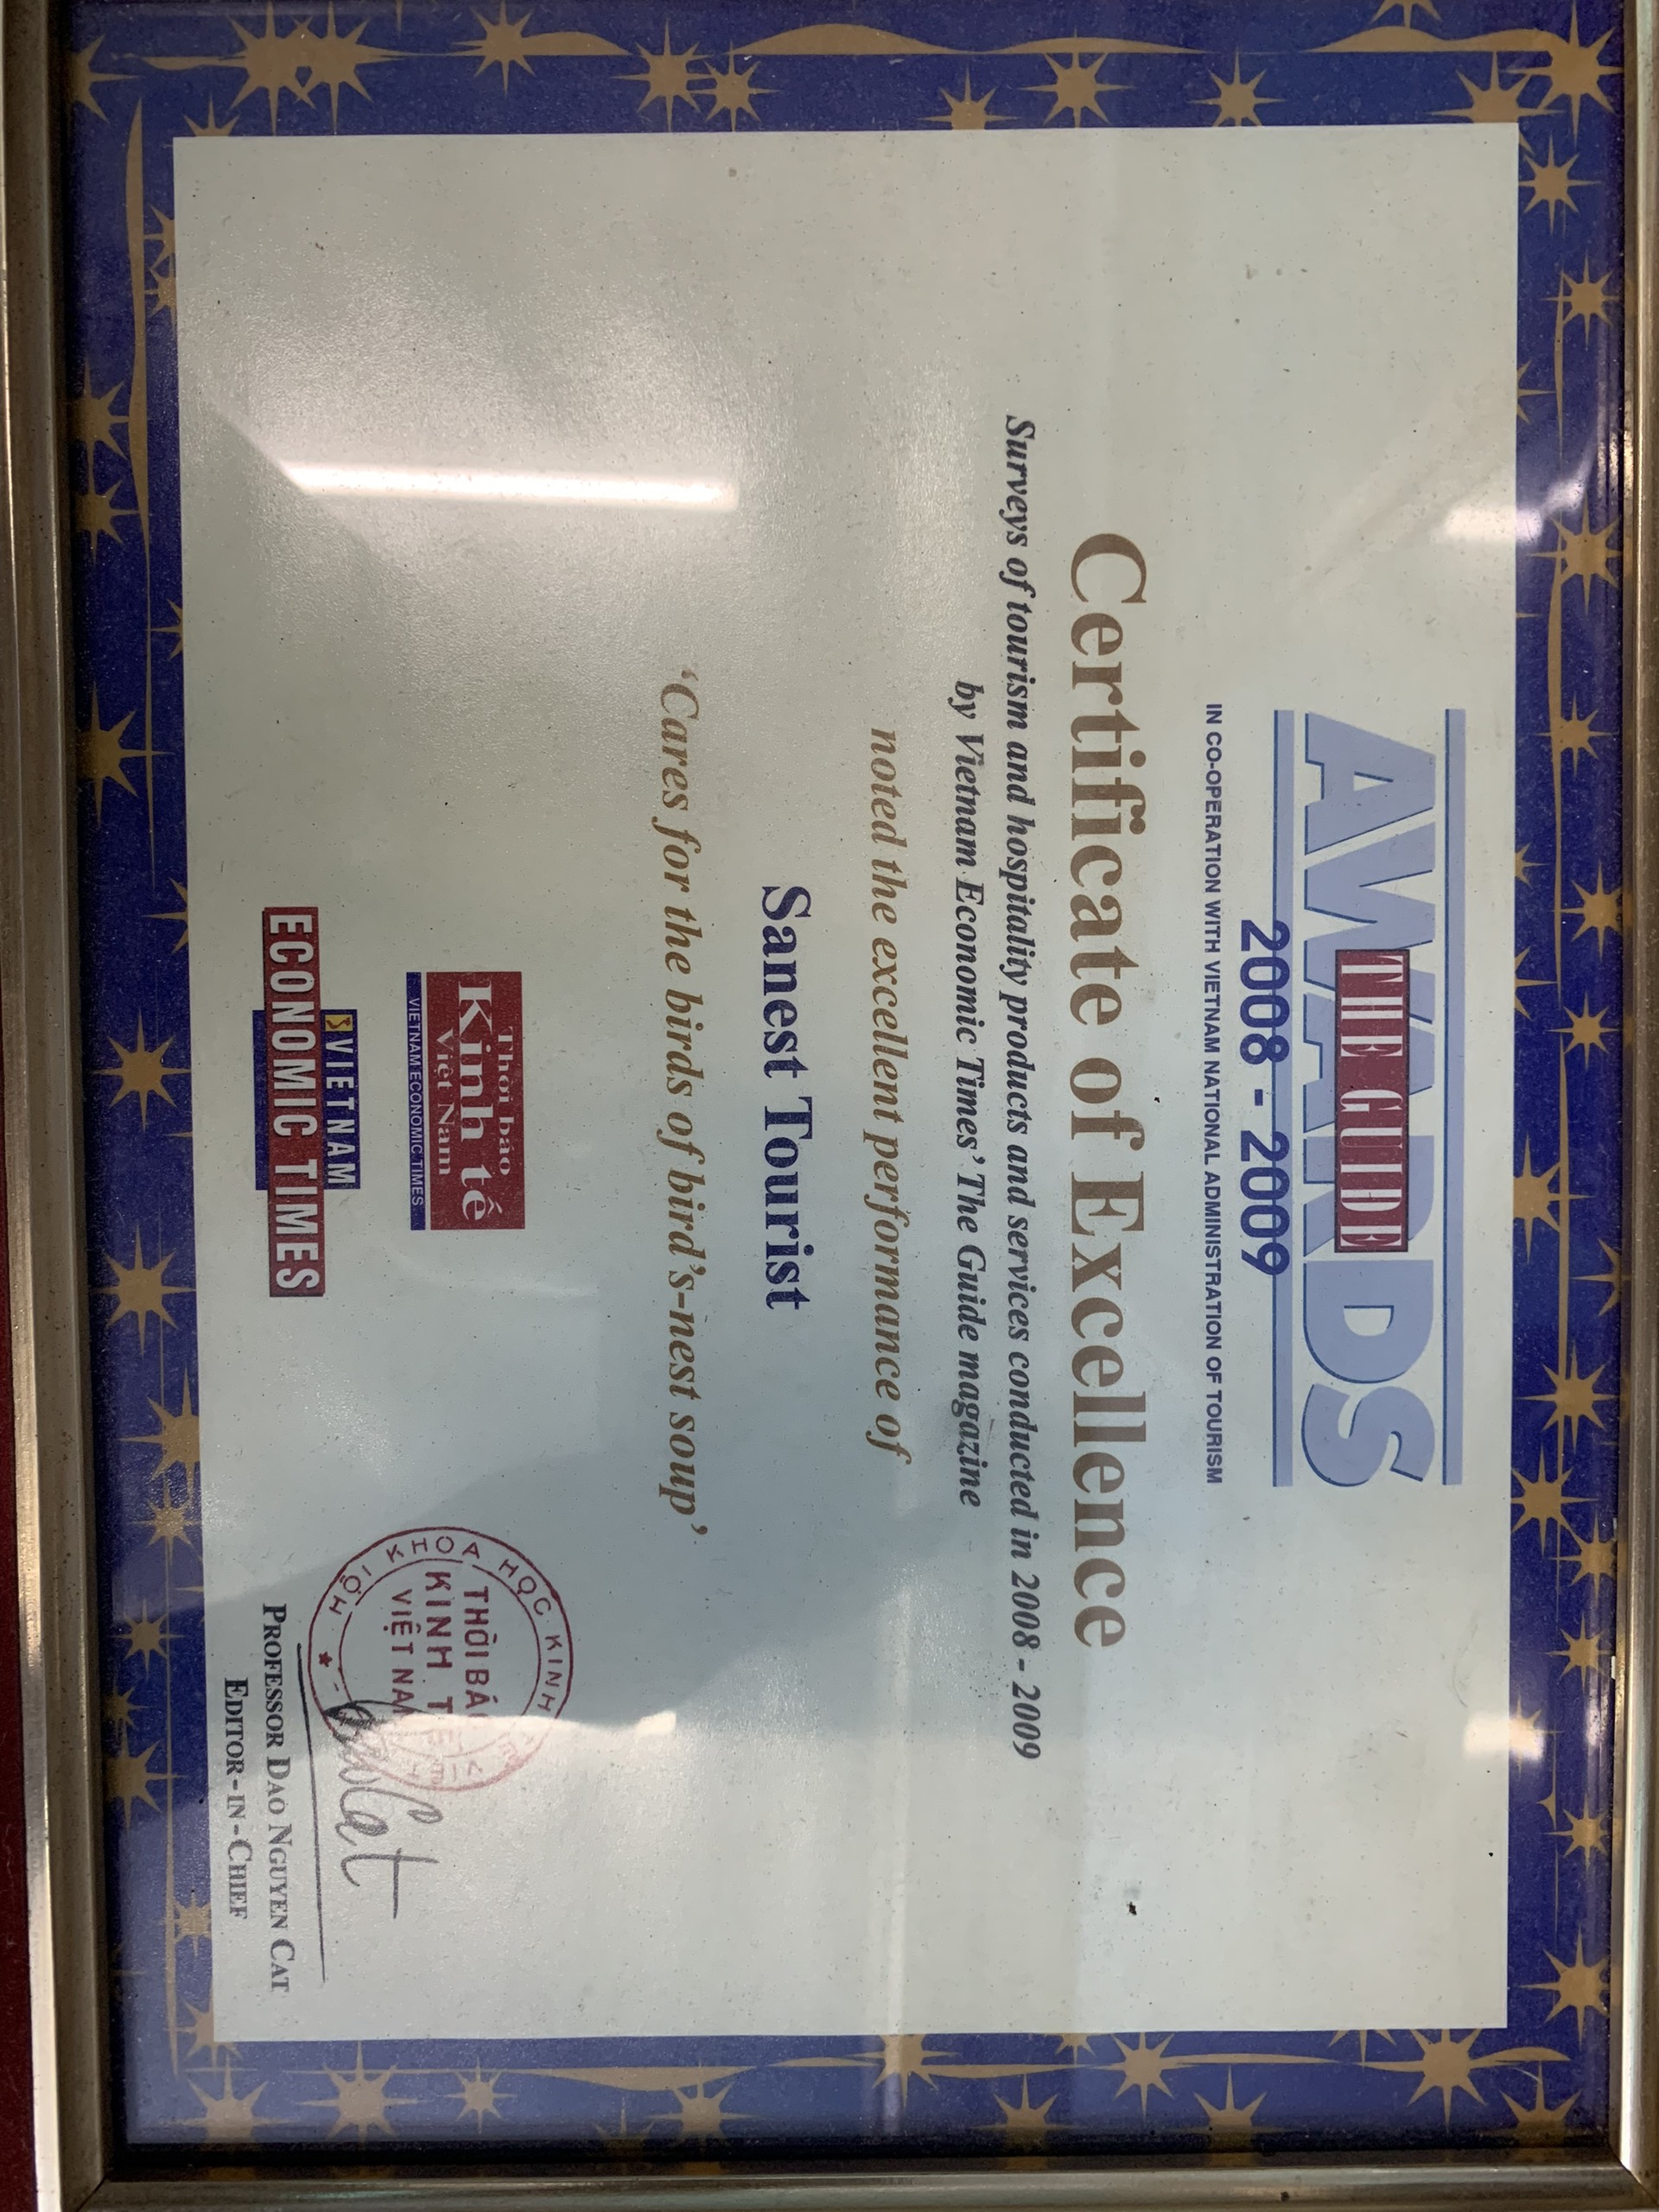 AWARDS
THE GUIDE
2008 - 2009
IN CO-OPERATION WITH VIETNAM NATIONAL ADMINISTRATION OF TOURISM
Certificate of Excellence
Surveys of tourism and hospitality products and services conducted in 2008 - 2009
by Vietnam Economic Times' The Guide magazine
noted the excellent performance of
Sanest Tourist
'Cares for the birds of bird's-nest soup'
Thời báo
Kinh tế
Việt Nam
VIETNAM ECONOMIC TIMES
VIETNAM
ECONOMIC TIMES
HỘI KHOA HỌC KINH
THỜI BÁO
KINH TẾ
VIỆT NAM
PROFESSOR DAO NGUYEN CAT
EDITOR-IN-CHIEF